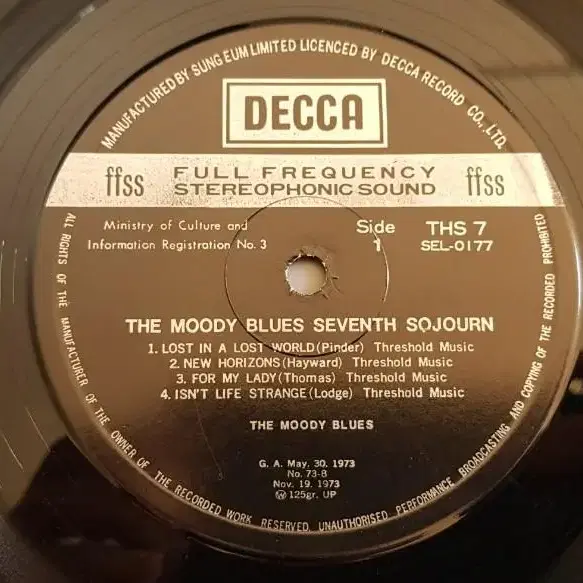 MANUFACTURED BY SUNG EUM LIMITED LICENCED BY DECCA RECORD CO., LTD.
DECCA
ffss FULL FREQUENCY STEREOPHONIC SOUND ffss
Ministry of Culture and
Information Registration No. 3
Side 1
THS 7
SEL-0177
THE MOODY BLUES SEVENTH SOJOURN
1. LOST IN A LOST WORLD (Pinder) Threshold Music
2. NEW HORIZONS (Hayward) Threshold Music
3. FOR MY LADY (Thomas) Threshold Music
4. ISN'T LIFE STRANGE (Lodge) Threshold Music
THE MOODY BLUES
G. A. May, 30. 1973
No. 73-8
Nov. 19. 1973
Ⓦ 125gr. UP
ALL RIGHTS OF THE MANUFACTURER OF THE OWNER OF THE RECORDED WORK RESERVED. UNAUTHORISED PERFORMANCE BROADCASTING AND COPYING OF THE RECORDED PROHIBITED